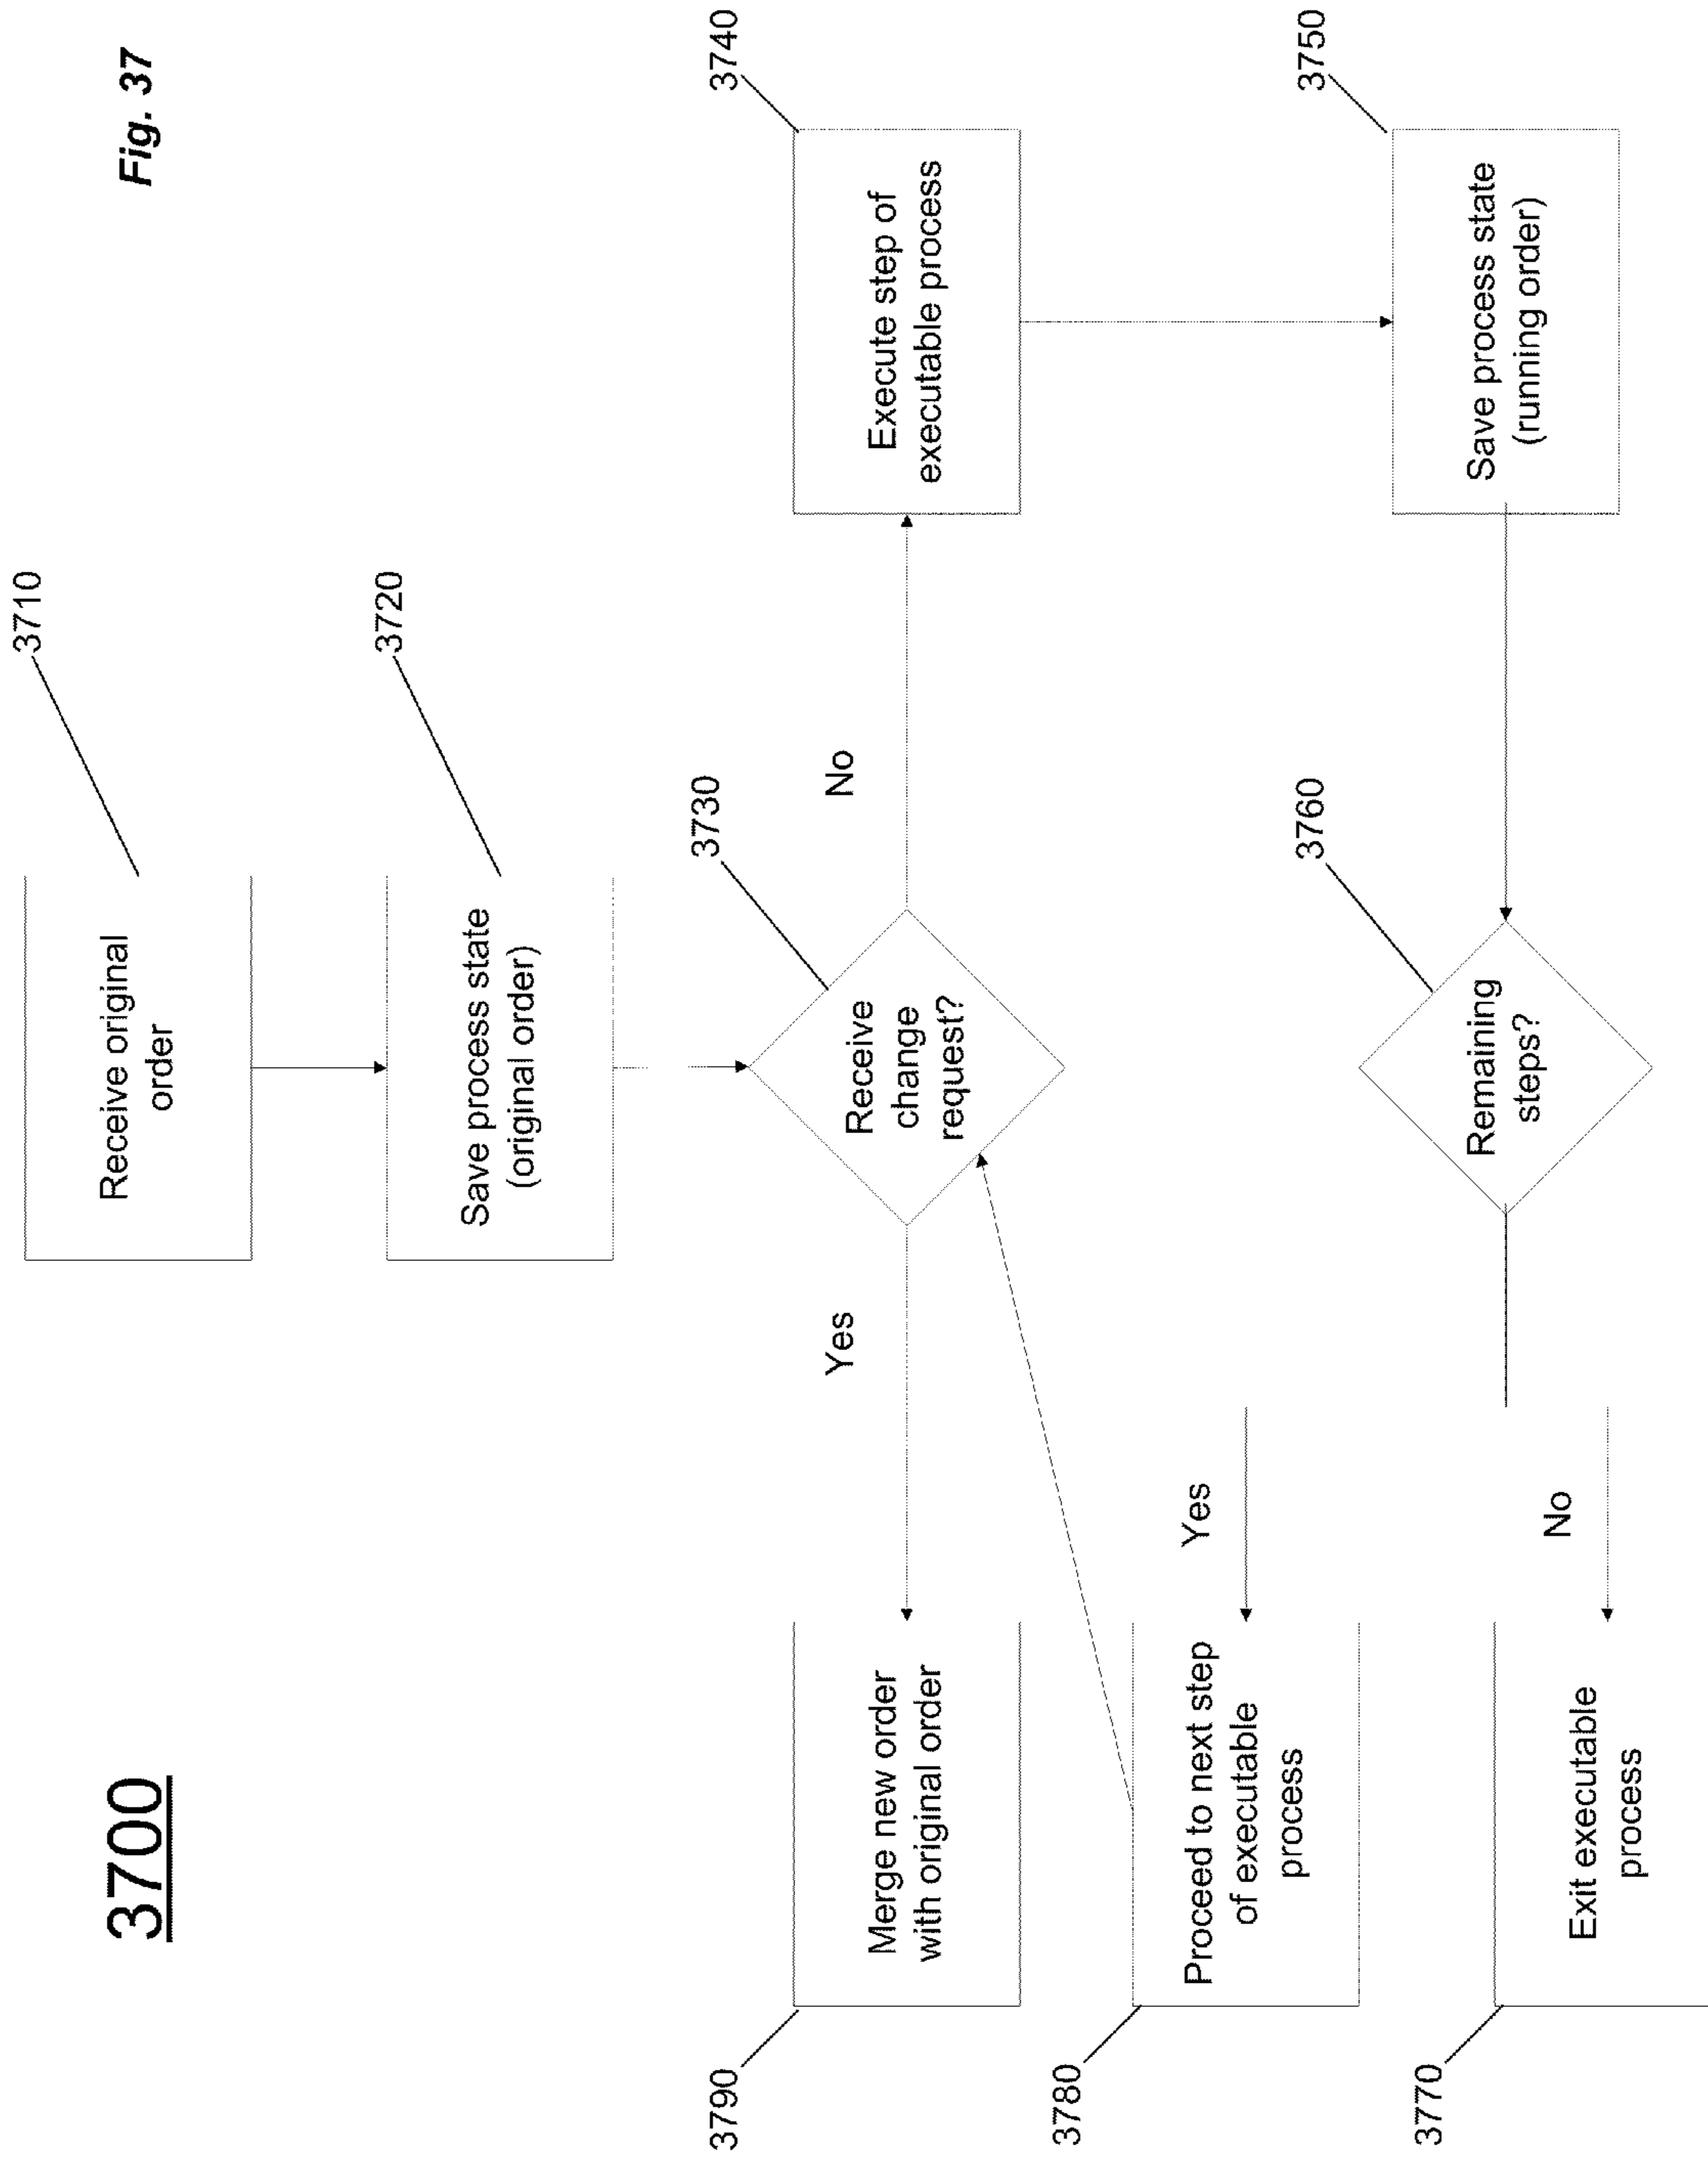 3700
Fig. 37
3710
Receive original
order
3720
Save process state
(original order)
3730
Receive
change
request?
Yes
No
3740
Execute step of
executable process
3790
Merge new order
with original order
3780
Proceed to next step
of executable
process
Yes
3750
Save process state
(running order)
3760
Remaining
steps?
No
3770
Exit executable
process